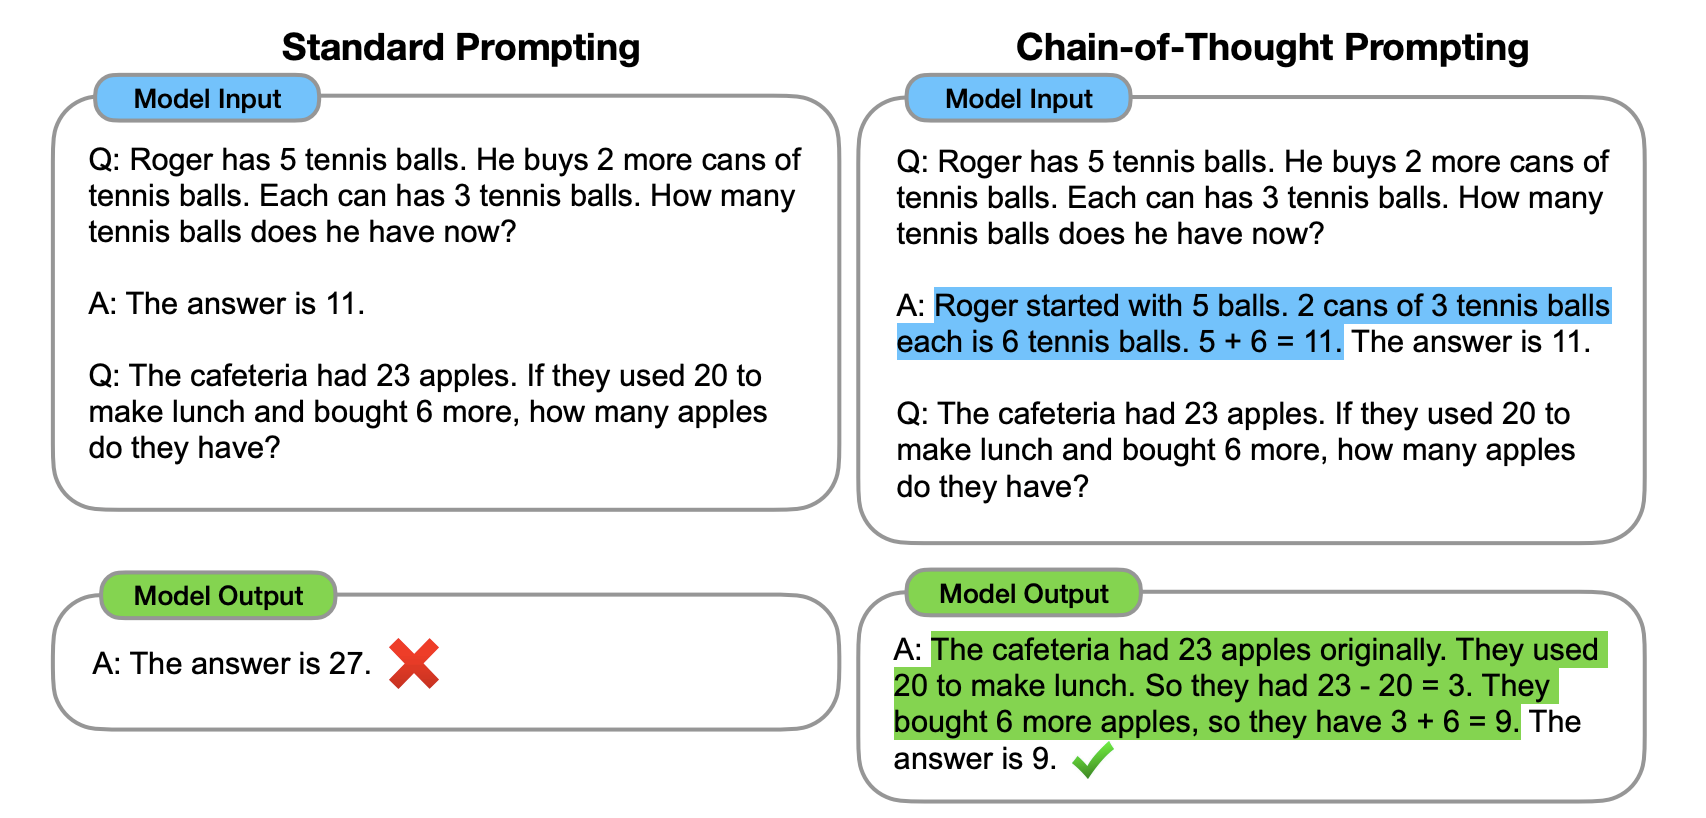 Standard Prompting
Model Input
Q: Roger has 5 tennis balls. He buys 2 more cans of
tennis balls. Each can has 3 tennis balls. How many
tennis balls does he have now?
A: The answer is 11.
Q: The cafeteria had 23 apples. If they used 20 to
make lunch and bought 6 more, how many apples
do they have?
Model Output
A: The answer is 27.
Chain-of-Thought Prompting
Model Input
Q: Roger has 5 tennis balls. He buys 2 more cans of
tennis balls. Each can has 3 tennis balls. How many
tennis balls does he have now?
A: Roger started with 5 balls. 2 cans of 3 tennis balls
each is 6 tennis balls. 5 + 6 = 11. The answer is 11.
Q: The cafeteria had 23 apples. If they used 20 to
make lunch and bought 6 more, how many apples
do they have?
Model Output
A: The cafeteria had 23 apples originally. They used
20 to make lunch. So they had 23 - 20 = 3. They
bought 6 more apples, so they have 3 + 6 = 9. The
answer is 9.